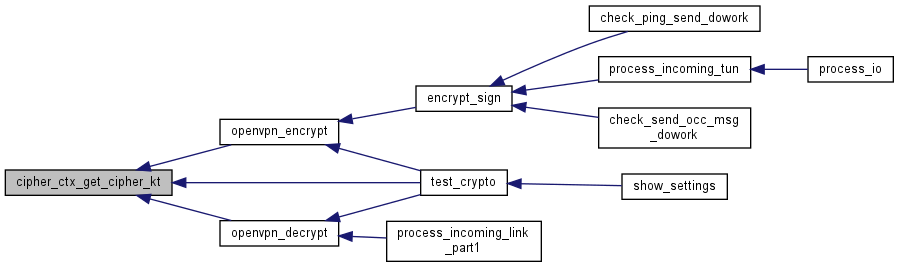 check_ping_send_dowork
process_incoming_tun
process_io
encrypt_sign
check_send_occ_msg
_dowork
openvpn_encrypt
cipher_ctx_get_cipher_kt
test_crypto
show_settings
openvpn_decrypt
process_incoming_link
_part1